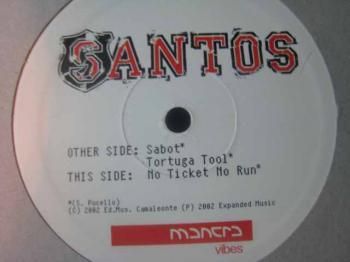 SANTOS
OTHER SIDE: Sabot*
Tortuga Tool*
THIS SIDE: No Ticket No Run*
*(S. Pucello)
(C) 2002 Ed.Mus. Camaleonte (P) 2002 Expanded Music
mantra
vibes